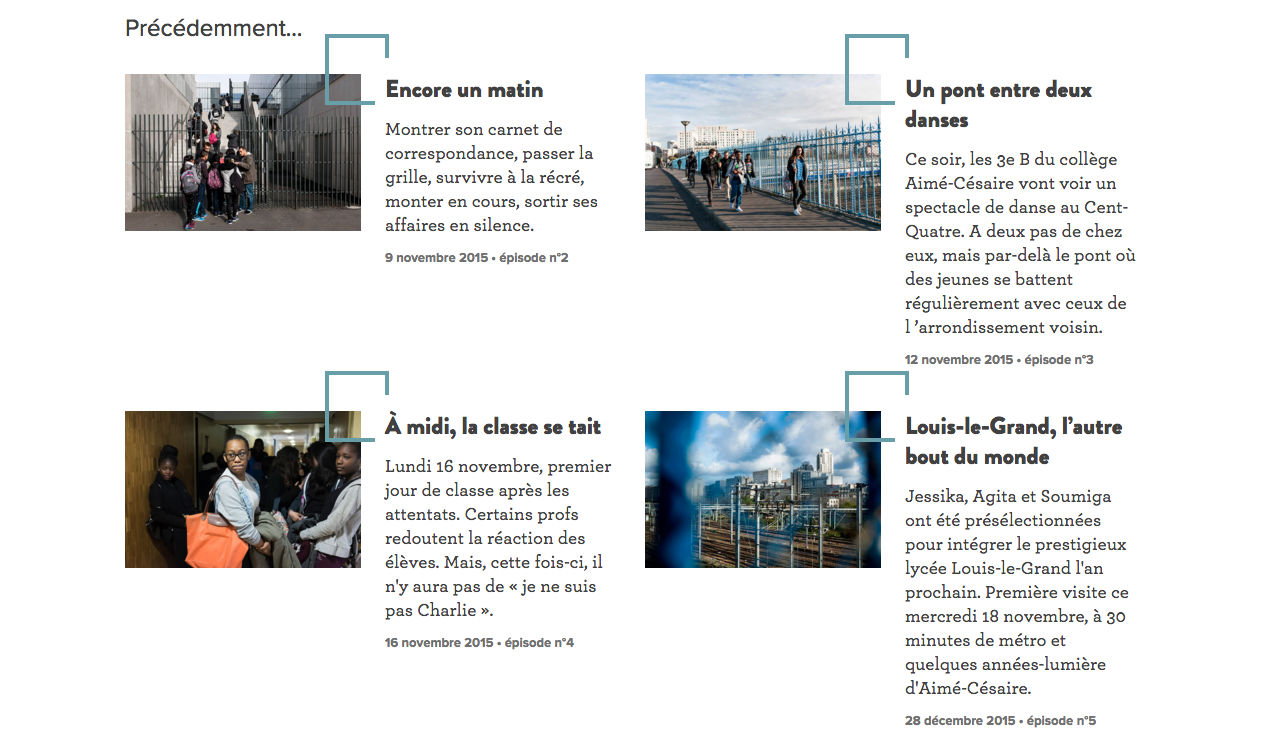 Précédemment...
Encore un matin
Montrer son carnet de
correspondance, passer la
grille, survivre à la récré,
monter en cours, sortir ses
affaires en silence.
9 novembre 2015 • épisode n°2
Un pont entre deux
danses
Ce soir, les 3e B du collège
Aimé-Césaire vont voir un
spectacle de danse au Cent-
Quatre. A deux pas de chez
eux, mais par-delà le pont où
des jeunes se battent
régulièrement avec ceux de
l ’arrondissement voisin.
12 novembre 2015 • épisode n°3
À midi, la classe se tait
Lundi 16 novembre, premier
jour de classe après les
attentats. Certains profs
redoutent la réaction des
élèves. Mais, cette fois-ci, il
n'y aura pas de « je ne suis
pas Charlie ».
16 novembre 2015 • épisode n°4
Louis-le-Grand, l’autre
bout du monde
Jessika, Agita et Soumiga
ont été présélectionnées
pour intégrer le prestigieux
lycée Louis-le-Grand l'an
prochain. Première visite ce
mercredi 18 novembre, à 30
minutes de métro et
quelques années-lumière
d'Aimé-Césaire.
28 décembre 2015 • épisode n°5